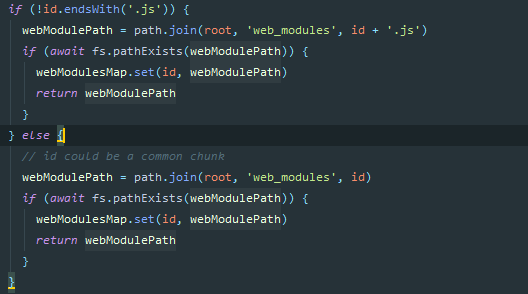 if (!id.endsWith('.js')) {
  webModulePath = path.join(root, 'web_modules', id + '.js')
  if (await fs.pathExists(webModulePath)) {
    webModulesMap.set(id, webModulePath)
    return webModulePath
  }
} else {
  // id could be a common chunk
  webModulePath = path.join(root, 'web_modules', id)
  if (await fs.pathExists(webModulePath)) {
    webModulesMap.set(id, webModulePath)
    return webModulePath
  }
}